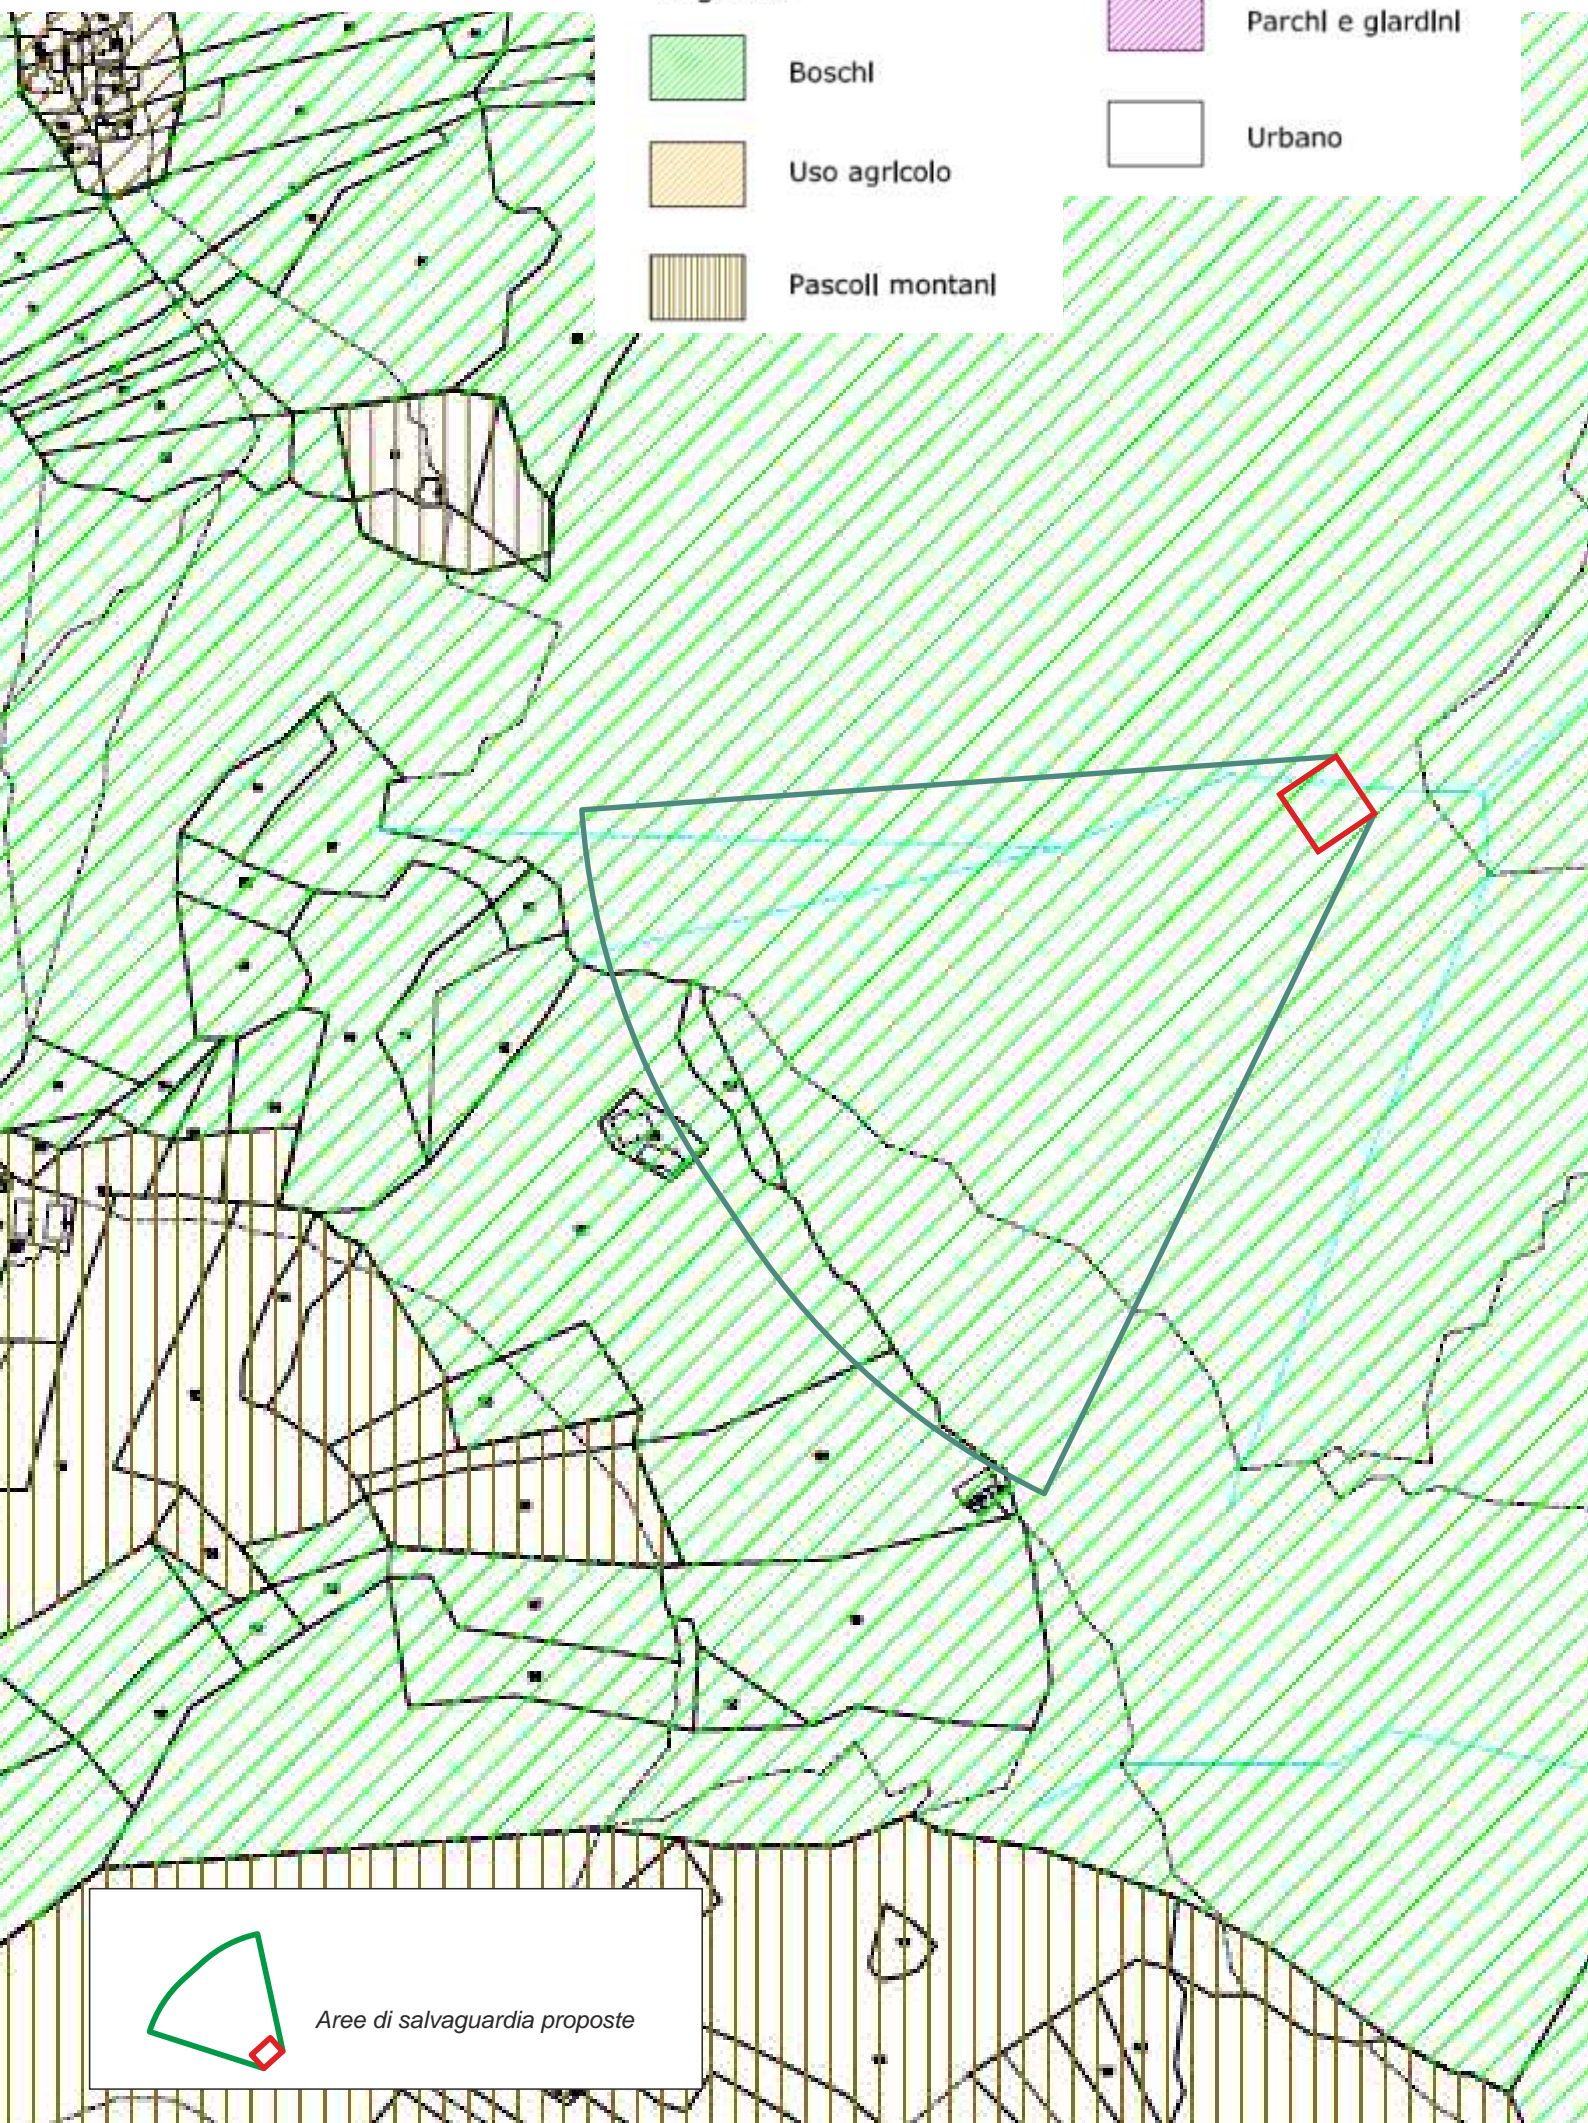 Boschi
Uso agricolo
Pascoli montani
Parchi e giardini
Urbano
Aree di salvaguardia proposte